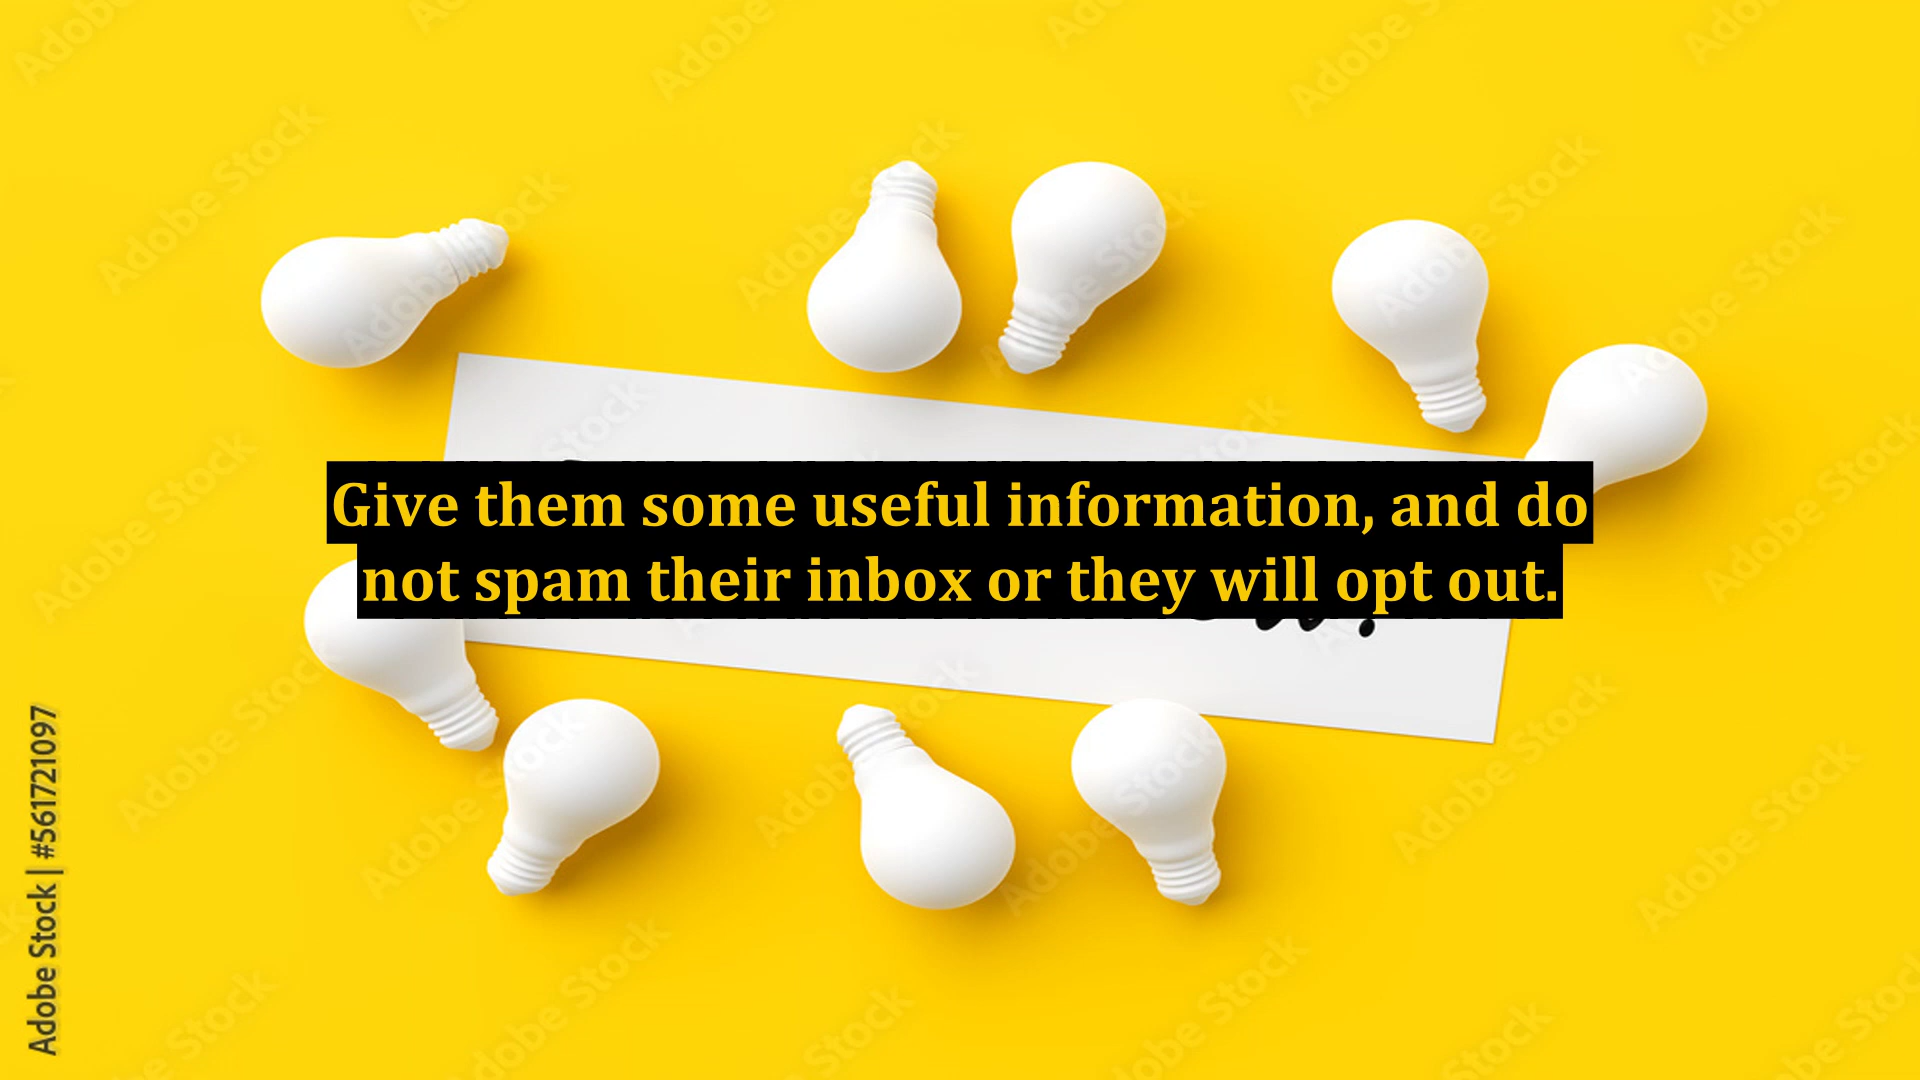 Give them some useful information, and do
not spam their inbox or they will opt out.
Adobe Stock | #561721097